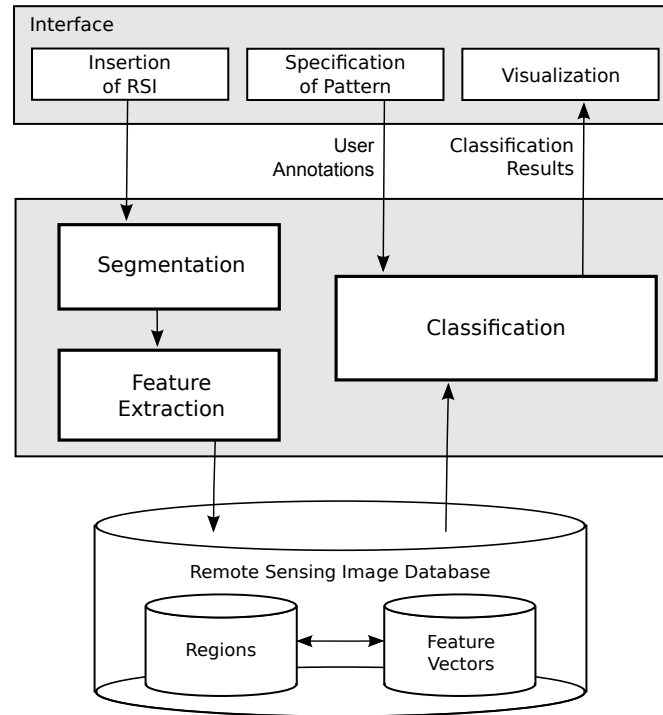 Interface
Insertion
of RSI
Specification
of Pattern
Visualization
User
Annotations
Classification
Results
Segmentation
Classification
Feature
Extraction
Remote Sensing Image Database
Regions
Feature
Vectors